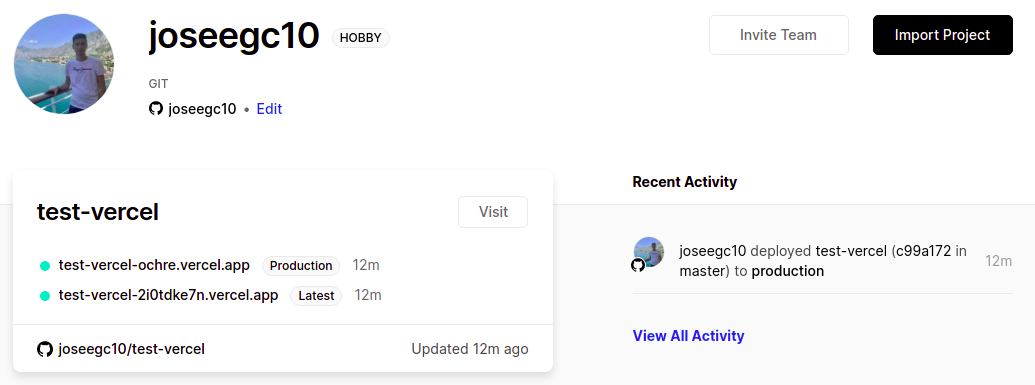 joseegc10 HOBBY
Invite Team
Import Project
GIT
joseegc10 • Edit
test-vercel
Visit
test-vercel-ochre.vercel.app Production 12m
test-vercel-2i0tdke7n.vercel.app Latest 12m
joseegc10/test-vercel
Updated 12m ago
Recent Activity
joseegc10 deployed test-vercel (c99a172 in
master) to production
12m
View All Activity